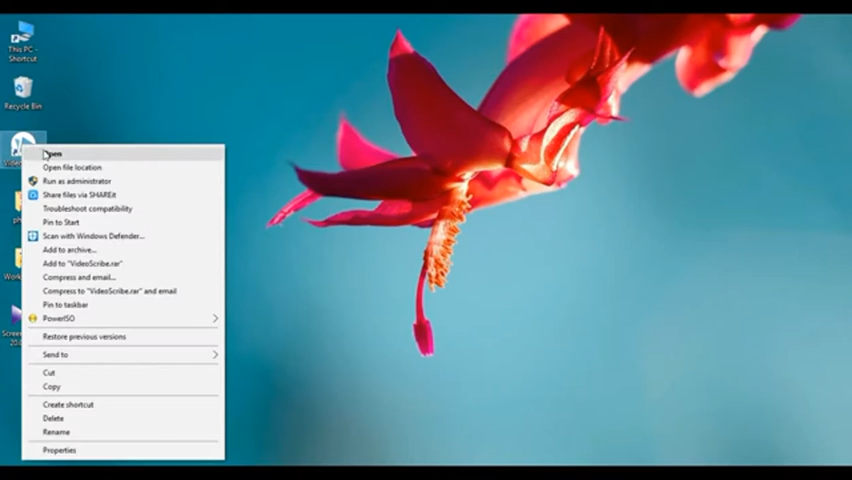 This PC -
Shortcut
Recycle Bin
Open file location
Run as administrator
Share files via SHAREit
Troubleshoot compatibility
Pin to Start
Scan with Windows Defender...
Add to archive...
Add to "VideoScribe.rar"
Compress and email...
Compress to "VideoScribe.rar" and email
Pin to taskbar
PowerISO
Restore previous versions
Send to
Cut
Copy
Create shortcut
Delete
Rename
Properties